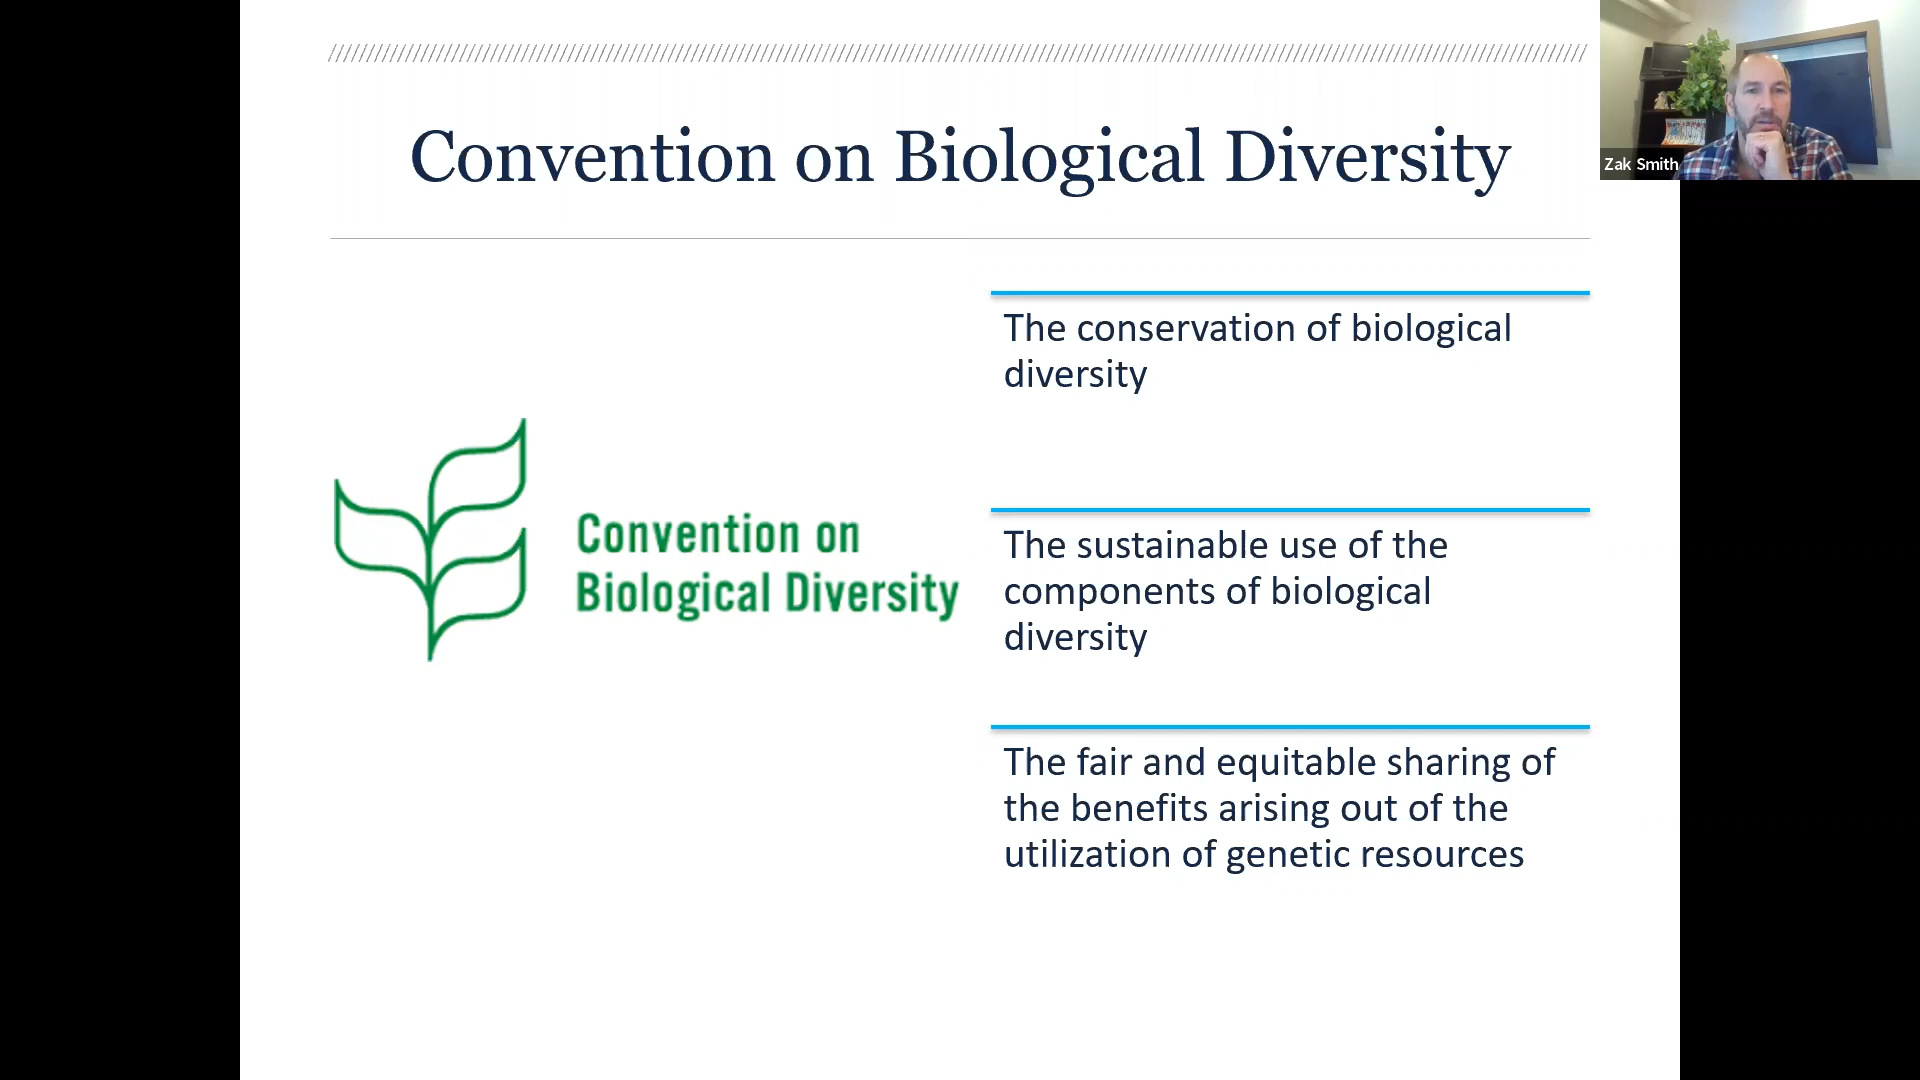 Convention on Biological Diversity
Zak Smith
Convention on
Biological Diversity
The conservation of biological
diversity
The sustainable use of the
components of biological
diversity
The fair and equitable sharing of
the benefits arising out of the
utilization of genetic resources